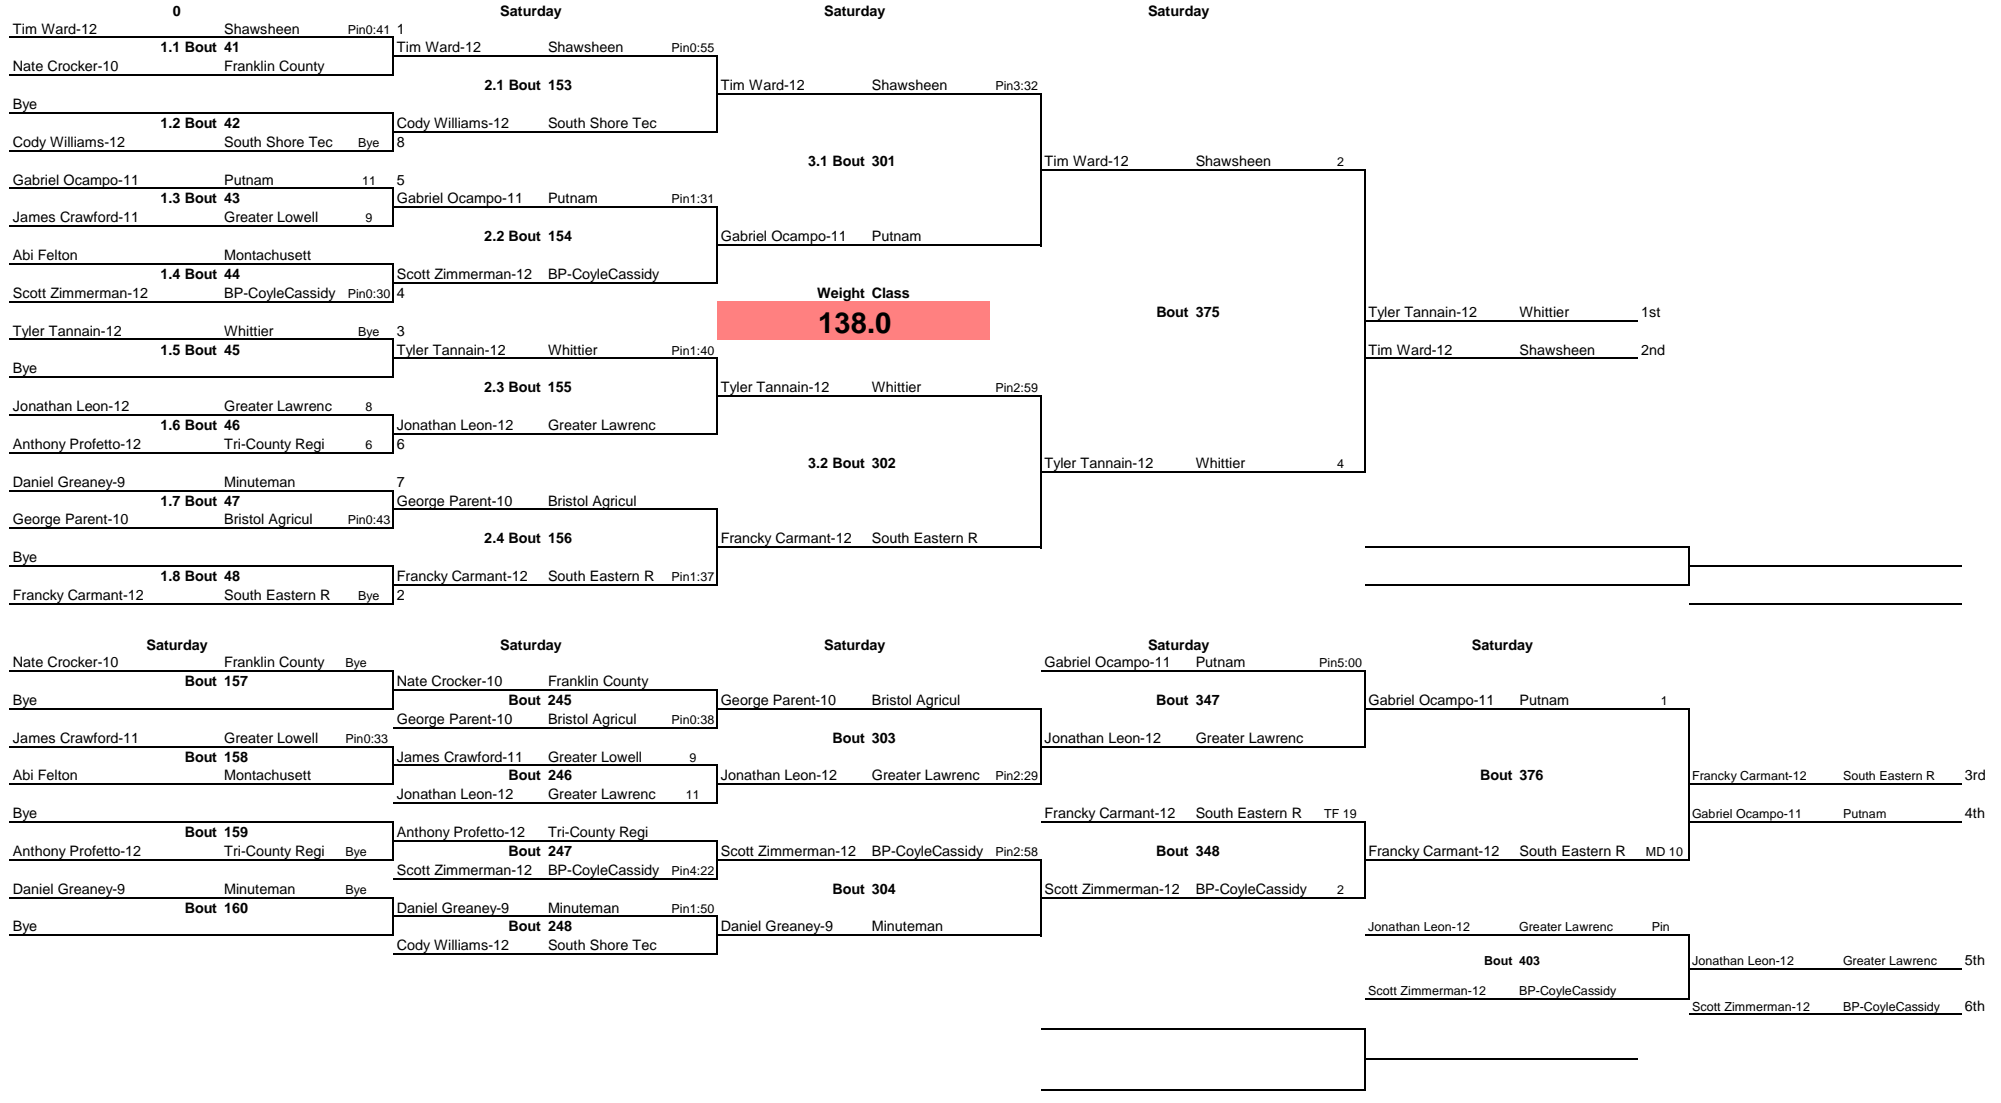 0 Saturday Saturday Saturday
Tim Ward-12 Shawsheen Pin0:41 1
1.1 Bout 41 Tim Ward-12 Shawsheen Pin0:55
Nate Crocker-10 Franklin County
2.1 Bout 153 Tim Ward-12 Shawsheen Pin3:32
Bye
1.2 Bout 42 Cody Williams-12 South Shore Tec
Cody Williams-12 South Shore Tec Bye 8
3.1 Bout 301 Tim Ward-12 Shawsheen 2
Gabriel Ocampo-11 Putnam 11 5
1.3 Bout 43 Gabriel Ocampo-11 Putnam Pin1:31
James Crawford-11 Greater Lowell 9
2.2 Bout 154 Gabriel Ocampo-11 Putnam
Abi Felton Montachusett
1.4 Bout 44 Scott Zimmerman-12 BP-CoyleCassidy
Scott Zimmerman-12 BP-CoyleCassidy Pin0:30 4 Weight Class
138.0 Bout 375 Tyler Tannain-12 Whittier 1st
Tyler Tannain-12 Whittier Bye 3
1.5 Bout 45 Tyler Tannain-12 Whittier Pin1:40 Tim Ward-12 Shawsheen 2nd
Bye
2.3 Bout 155 Tyler Tannain-12 Whittier Pin2:59
Jonathan Leon-12 Greater Lawrenc 8
1.6 Bout 46 Jonathan Leon-12 Greater Lawrenc
Anthony Profetto-12 Tri-County Regi 6 6
3.2 Bout 302 Tyler Tannain-12 Whittier 4
Daniel Greaney-9 Minuteman 7
1.7 Bout 47 George Parent-10 Bristol Agricul
George Parent-10 Bristol Agricul Pin0:43
2.4 Bout 156 Francky Carmant-12 South Eastern R
Bye
1.8 Bout 48 Francky Carmant-12 South Eastern R Pin1:37
Francky Carmant-12 South Eastern R Bye 2
Saturday Saturday Saturday Saturday Saturday
Nate Crocker-10 Franklin County Bye Gabriel Ocampo-11 Putnam Pin5:00
Bout 157 Nate Crocker-10 Franklin County
Bye Bout 245 George Parent-10 Bristol Agricul Bout 347 Gabriel Ocampo-11 Putnam 1
George Parent-10 Bristol Agricul Pin0:38
James Crawford-11 Greater Lowell Pin0:33 Bout 303 Jonathan Leon-12 Greater Lawrenc
Bout 158 James Crawford-11 Greater Lowell 9
Abi Felton Montachusett Bout 246 Jonathan Leon-12 Greater Lawrenc Pin2:29 Bout 376 Francky Carmant-12 South Eastern R 3rd
Jonathan Leon-12 Greater Lawrenc 11
Bye Francky Carmant-12 South Eastern R TF 19 Gabriel Ocampo-11 Putnam 4th
Bout 159 Anthony Profetto-12 Tri-County Regi
Anthony Profetto-12 Tri-County Regi Bye Bout 247 Scott Zimmerman-12 BP-CoyleCassidy Pin2:58 Bout 348 Francky Carmant-12 South Eastern R MD 10
Scott Zimmerman-12 BP-CoyleCassidy Pin4:22
Daniel Greaney-9 Minuteman Bye Bout 304 Scott Zimmerman-12 BP-CoyleCassidy 2
Bout 160 Daniel Greaney-9 Minuteman Pin1:50
Bye Bout 248 Daniel Greaney-9 Minuteman Jonathan Leon-12 Greater Lawrenc Pin
Cody Williams-12 South Shore Tec
Bout 403 Jonathan Leon-12 Greater Lawrenc 5th
Scott Zimmerman-12 BP-CoyleCassidy
Scott Zimmerman-12 BP-CoyleCassidy 6th